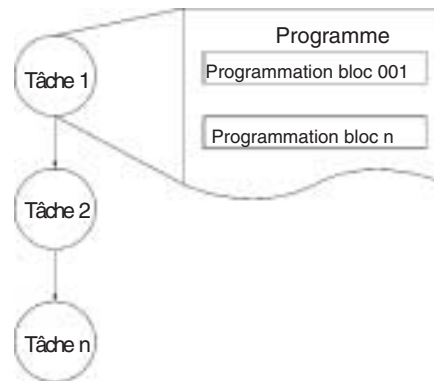 Programme
Tâche 1
Programmation bloc 001
Programmation bloc n
Tâche 2
Tâche n